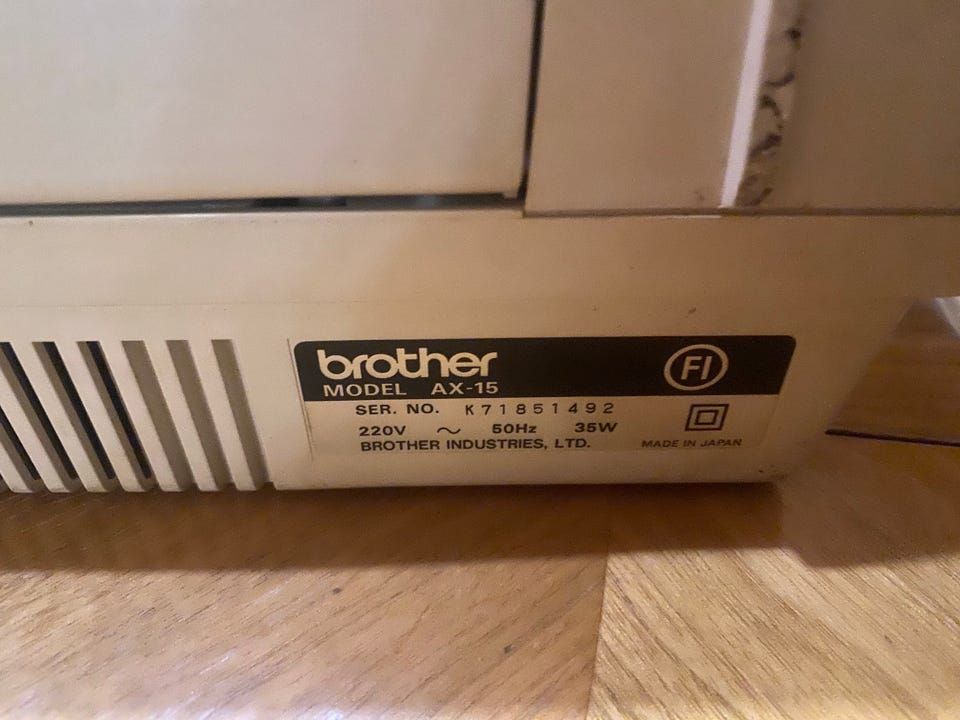 brother
MODEL AX-15
FI
SER. NO. K71851492
220V ~ 50Hz 35W
BROTHER INDUSTRIES, LTD.
MADE IN JAPAN